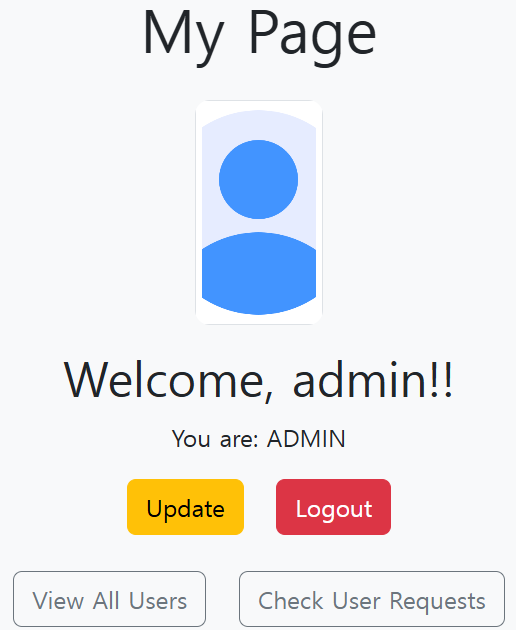 My Page
Welcome, admin!!
You are: ADMIN
Update Logout
View All Users Check User Requests